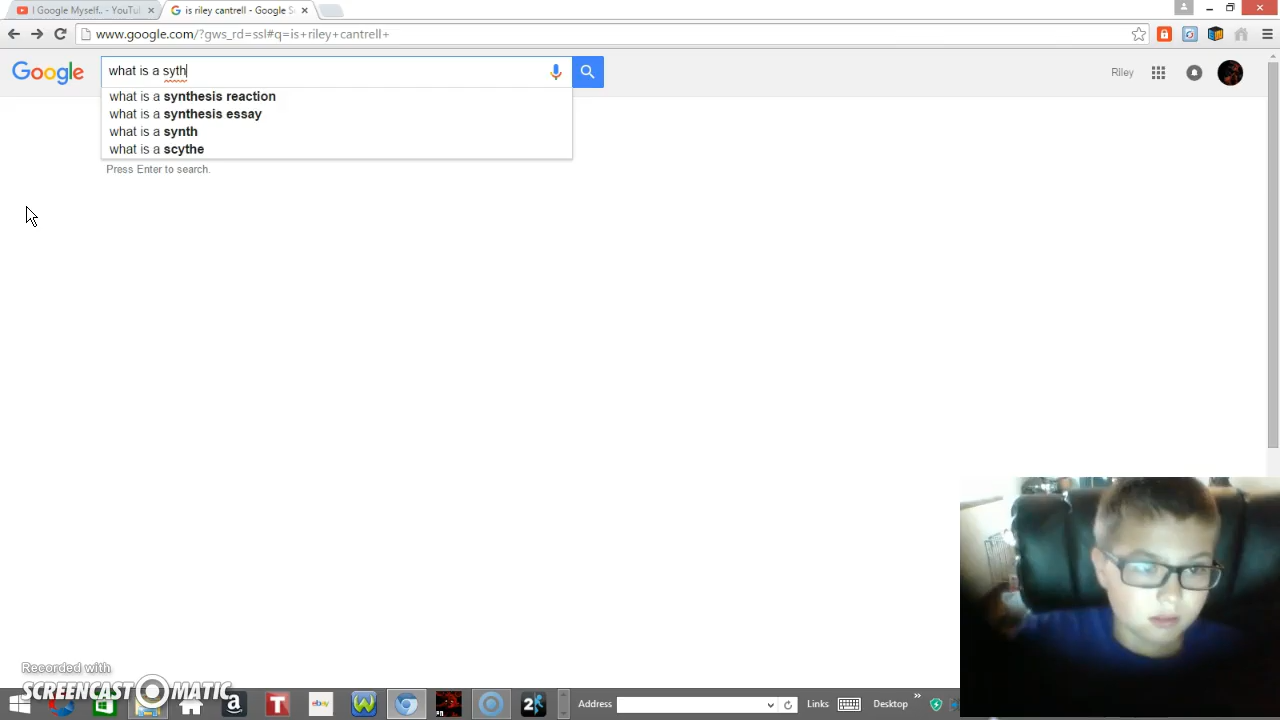 I Google Myself.. - YouTu
is riley cantrell - Google S
www.google.com/?gws_rd=ssl#q=is+riley+cantrell+
Google
what is a syth
Riley
what is a synthesis reaction
what is a synthesis essay
what is a synth
what is a scythe
Press Enter to search.
Recorded with
SCREENCAST-O-MATIC
Address
Links
Desktop